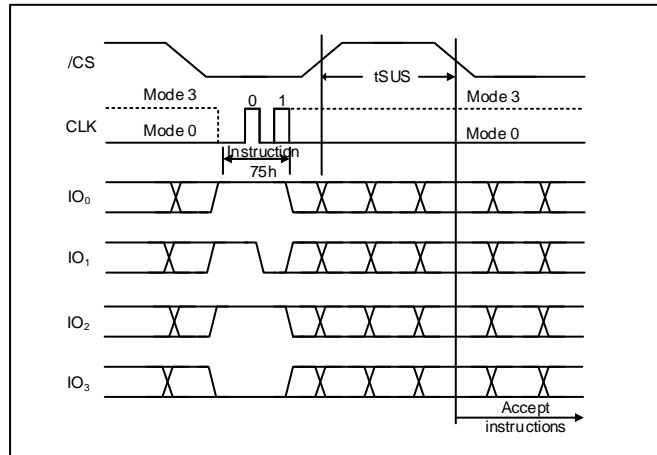 /CS
tSUS
Mode 3
0 1
Mode 3
CLK
Mode 0
Mode 0
Instruction
75h
IO₀
IO₁
IO₂
IO₃
Accept
instructions